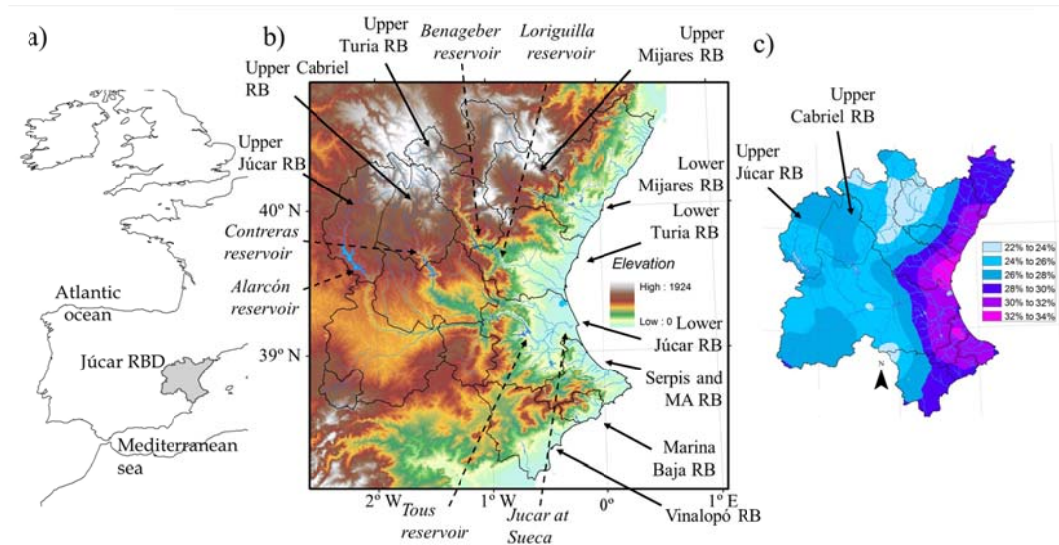 a)
Atlantic
ocean
Júcar RBD
Mediterranean
sea
b)
Upper
Turia RB
Benageber
reservoir
Loriguilla
reservoir
Upper
Mijares RB
Upper Cabriel
RB
Upper
Júcar RB
40º N
Contreras
reservoir
Alarcón
reservoir
39º N
Lower
Mijares RB
Lower
Turia RB
Elevation
High : 1924
Low : 0
Lower
Júcar RB
Serpis and
MA RB
Marina
Baja RB
Vinalopó RB
2º W
1º W
0º
1º E
Tous
reservoir
Jucar at
Sueca
c)
Upper
Cabriel RB
Upper
Júcar RB
22% to 24%
24% to 26%
26% to 28%
28% to 30%
30% to 32%
32% to 34%
N